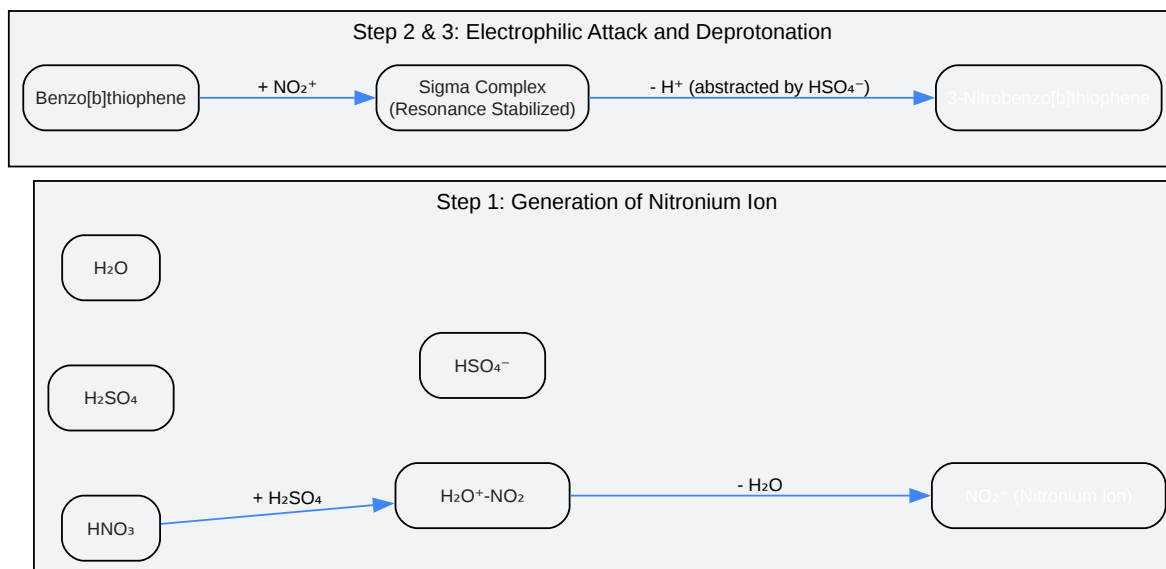 Step 2 & 3: Electrophilic Attack and Deprotonation
Benzo[b]thiophene
+ NO₂⁺
Sigma Complex
(Resonance Stabilized)
- H⁺ (abstracted by HSO₄⁻)
3-Nitrobenzo[b]thiophene
Step 1: Generation of Nitronium Ion
H₂O
HSO₄⁻
H₂SO₄
HNO₃
+ H₂SO₄
H₂O⁺-NO₂
- H₂O
NO₂⁺ (Nitronium ion)